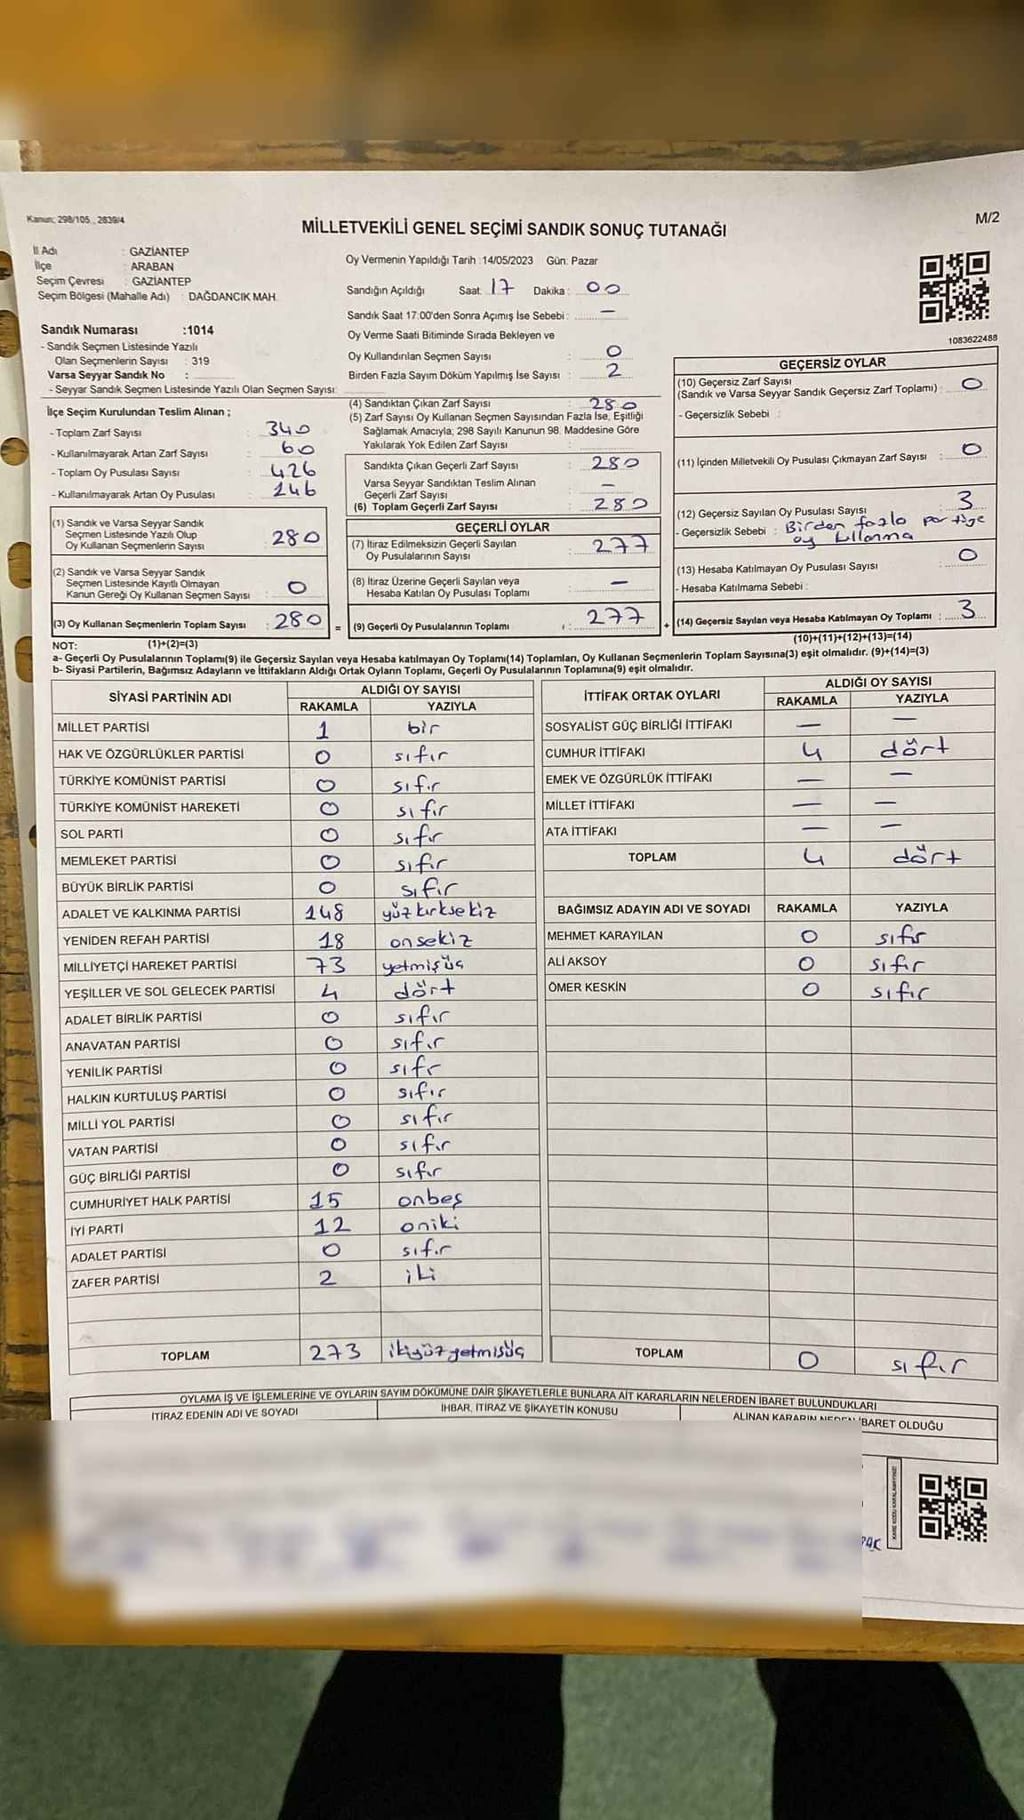 Kanun: 298/105 , 2839/4
M/2
MİLLETVEKİLİ GENEL SEÇİMİ SANDIK SONUÇ TUTANAĞI
İl Adı : GAZİANTEP
İlçe : ARABAN
Seçim Çevresi : GAZİANTEP
Seçim Bölgesi (Mahalle Adı) : DAĞDANCIK MAH.
Oy Vermenin Yapıldığı Tarih :14/05/2023 Gün: Pazar
Sandığın Açıldığı Saat: 17 Dakika : 00
Sandık Saat 17:00'den Sonra Açımış İse Sebebi : —
Oy Verme Saati Bitiminde Sırada Bekleyen ve
Oy Kullandırılan Seçmen Sayısı : 0
Birden Fazla Sayım Döküm Yapılmış İse Sayısı : 2
1083622488
Sandık Numarası :1014
- Sandık Seçmen Listesinde Yazılı
Olan Seçmenlerin Sayısı : 319
Varsa Seyyar Sandık No :
- Seyyar Sandık Seçmen Listesinde Yazılı Olan Seçmen Sayısı:
İlçe Seçim Kurulundan Teslim Alınan ;
- Toplam Zarf Sayısı : 340
- Kullanılmayarak Artan Zarf Sayısı : 60
- Toplam Oy Pusulası Sayısı : 426
- Kullanılmayarak Artan Oy Pusulası : 146
(1) Sandık ve Varsa Seyyar Sandık
Seçmen Listesinde Yazılı Olup
Oy Kullanan Seçmenlerin Sayısı : 280
(2) Sandık ve Varsa Seyyar Sandık
Seçmen Listesinde Kayıtlı Olmayan
Kanun Gereği Oy Kullanan Seçmen Sayısı : 0
(3) Oy Kullanan Seçmenlerin Toplam Sayısı : 280 =
(4) Sandıktan Çıkan Zarf Sayısı : 280
(5) Zarf Sayısı Oy Kullanan Seçmen Sayısından Fazla İse, Eşitliği
Sağlamak Amacıyla; 298 Sayılı Kanunun 98. Maddesine Göre
Yakılarak Yok Edilen Zarf Sayısı :
Sandıkta Çıkan Geçerli Zarf Sayısı : 280
Varsa Seyyar Sandıktan Teslim Alınan
Geçerli Zarf Sayısı : —
(6) Toplam Geçerli Zarf Sayısı : 280
GEÇERLİ OYLAR
(7) İtiraz Edilmeksizin Geçerli Sayılan
Oy Pusulalarının Sayısı : 277
(8) İtiraz Üzerine Geçerli Sayılan veya
Hesaba Katılan Oy Pusulası Toplamı : —
(9) Geçerli Oy Pusulalarının Toplamı : 277 +
GEÇERSİZ OYLAR
(10) Geçersiz Zarf Sayısı
(Sandık ve Varsa Seyyar Sandık Geçersiz Zarf Toplamı) : 0
- Geçersizlik Sebebi :
(11) İçinden Milletvekili Oy Pusulası Çıkmayan Zarf Sayısı : 0
(12) Geçersiz Sayılan Oy Pusulası Sayısı : 3
- Geçersizlik Sebebi : Birden fazla partiye
oy kullanma
(13) Hesaba Katılmayan Oy Pusulası Sayısı : 0
- Hesaba Katılmama Sebebi :
(14) Geçersiz Sayılan veya Hesaba Katılmayan Oy Toplamı : 3
NOT: (1)+(2)=(3)
(10)+(11)+(12)+(13)=(14)
a- Geçerli Oy Pusulalarının Toplamı(9) ile Geçersiz Sayılan veya Hesaba katılmayan Oy Toplamı(14) Toplamları, Oy Kullanan Seçmenlerin Toplam Sayısına(3) eşit olmalıdır. (9)+(14)=(3)
b- Siyasi Partilerin, Bağımsız Adayların ve İttifakların Aldığı Ortak Oyların Toplamı, Geçerli Oy Pusulalarının Toplamına(9) eşit olmalıdır.
SİYASİ PARTİNİN ADI ALDIĞI OY SAYISI
RAKAMLA YAZIYLA
MİLLET PARTİSİ 1 bir
HAK VE ÖZGÜRLÜKLER PARTİSİ 0 sıfır
TÜRKİYE KOMÜNİST PARTİSİ 0 sıfır
TÜRKİYE KOMÜNİST HAREKETİ 0 sıfır
SOL PARTİ 0 sıfır
MEMLEKET PARTİSİ 0 sıfır
BÜYÜK BİRLİK PARTİSİ 0 sıfır
ADALET VE KALKINMA PARTİSİ 148 yüzkırksekiz
YENİDEN REFAH PARTİSİ 18 onsekiz
MİLLİYETÇİ HAREKET PARTİSİ 73 yetmişüç
YEŞİLLER VE SOL GELECEK PARTİSİ 4 dört
ADALET BİRLİK PARTİSİ 0 sıfır
ANAVATAN PARTİSİ 0 sıfır
YENİLİK PARTİSİ 0 sıfr
HALKIN KURTULUŞ PARTİSİ 0 sıfır
MİLLİ YOL PARTİSİ 0 sıfır
VATAN PARTİSİ 0 sıfır
GÜÇ BİRLİĞİ PARTİSİ 0 sıfır
CUMHURİYET HALK PARTİSİ 15 onbeş
İYİ PARTİ 12 oniki
ADALET PARTİSİ 0 sıfır
ZAFER PARTİSİ 2 iki
TOPLAM 273 ikiyüzyetmişüç
İTTİFAK ORTAK OYLARI ALDIĞI OY SAYISI
RAKAMLA YAZIYLA
SOSYALİST GÜÇ BİRLİĞİ İTTİFAKI — —
CUMHUR İTTİFAKI 4 dört
EMEK VE ÖZGÜRLÜK İTTİFAKI — —
MİLLET İTTİFAKI — —
ATA İTTİFAKI — —
TOPLAM 4 dört
BAĞIMSIZ ADAYIN ADI VE SOYADI RAKAMLA YAZIYLA
MEHMET KARAYILAN 0 sıfır
ALİ AKSOY 0 sıfır
ÖMER KESKİN 0 sıfır
TOPLAM 0 sıfır
OYLAMA İŞ VE İŞLEMLERİNE VE OYLARIN SAYIM DÖKÜMÜNE DAİR ŞİKAYETLERLE BUNLARA AİT KARARLARIN NELERDEN İBARET BULUNDUKLARI
İTİRAZ EDENİN ADI VE SOYADI İHBAR, İTİRAZ VE ŞİKAYETİN KONUSU ALINAN KARARIN NEDEN İBARET OLDUĞU